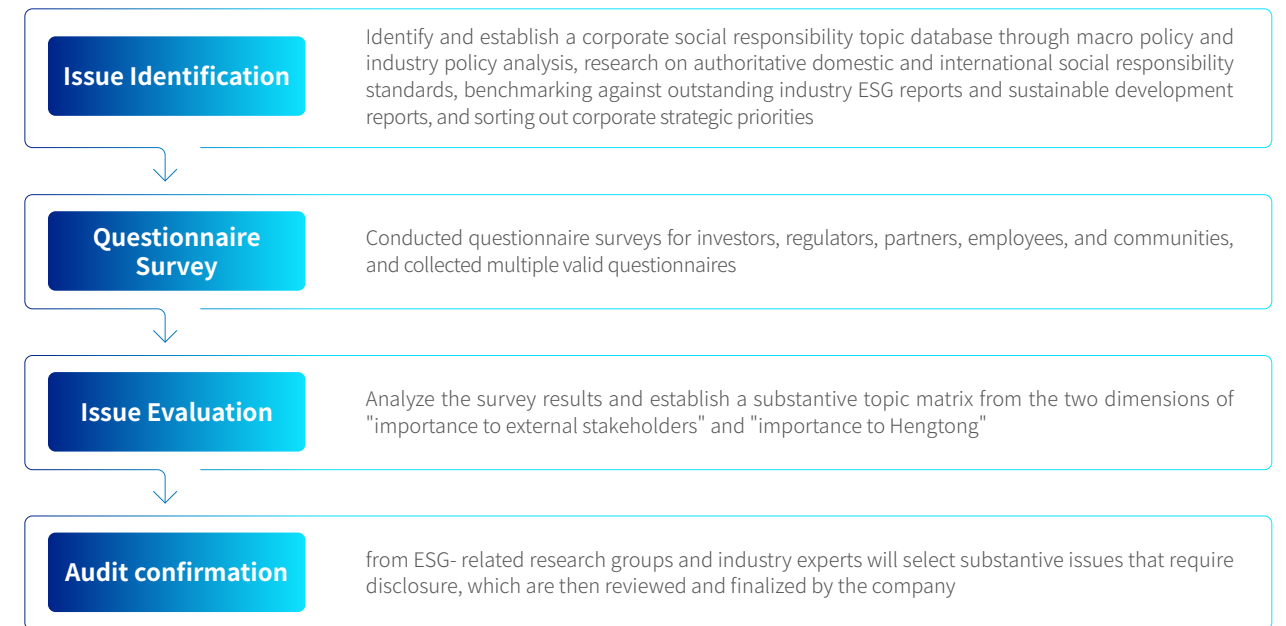 Issue Identification
Identify and establish a corporate social responsibility topic database through macro policy and
industry policy analysis, research on authoritative domestic and international social responsibility
standards, benchmarking against outstanding industry ESG reports and sustainable development
reports, and sorting out corporate strategic priorities
Questionnaire
Survey
Conducted questionnaire surveys for investors, regulators, partners, employees, and communities,
and collected multiple valid questionnaires
Issue Evaluation
Analyze the survey results and establish a substantive topic matrix from the two dimensions of
"importance to external stakeholders" and "importance to Hengtong"
Audit confirmation
from ESG- related research groups and industry experts will select substantive issues that require
disclosure, which are then reviewed and finalized by the company